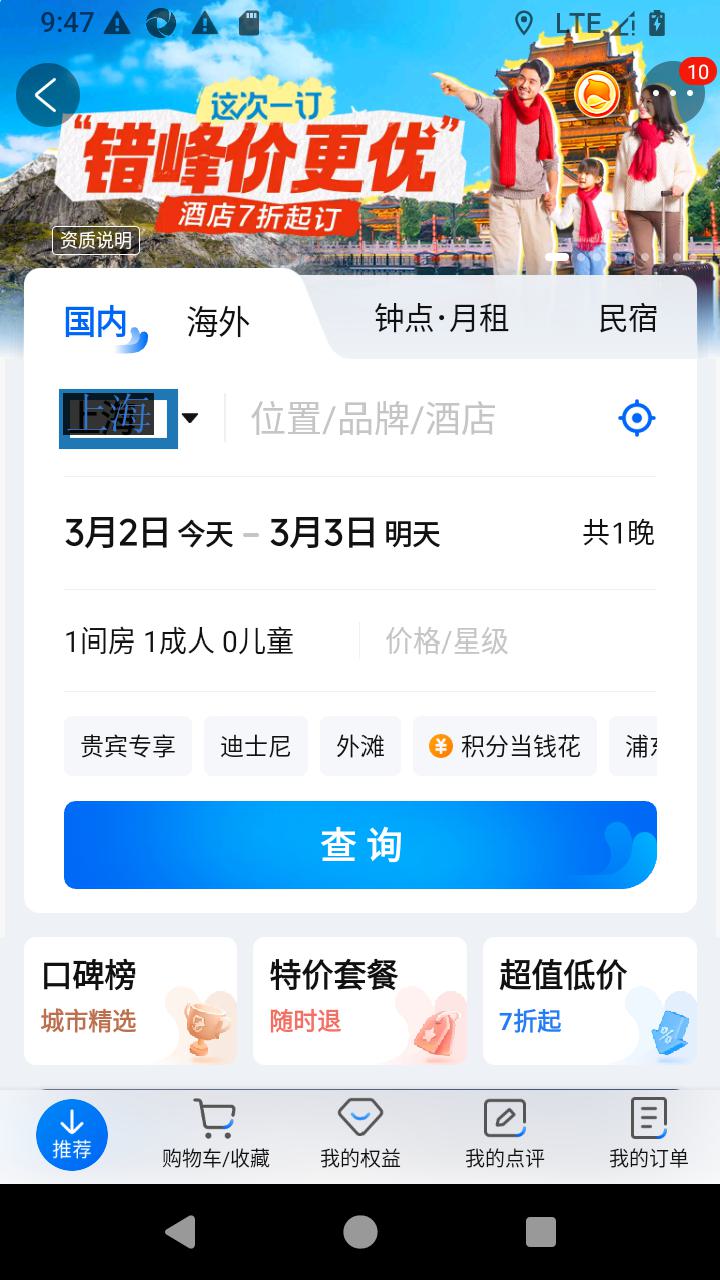 9:47
LTE
10
这次一订
“错峰价更优”
酒店7折起订
资质说明
国内
海外
钟点·月租
民宿
上海
位置/品牌/酒店
3月2日 今天 – 3月3日 明天
共1晚
1间房 1成人 0儿童
价格/星级
贵宾专享
迪士尼
外滩
积分当钱花
浦东
查询
口碑榜
特价套餐
超值低价
城市精选
随时退
7折起
推荐
购物车/收藏
我的权益
我的点评
我的订单